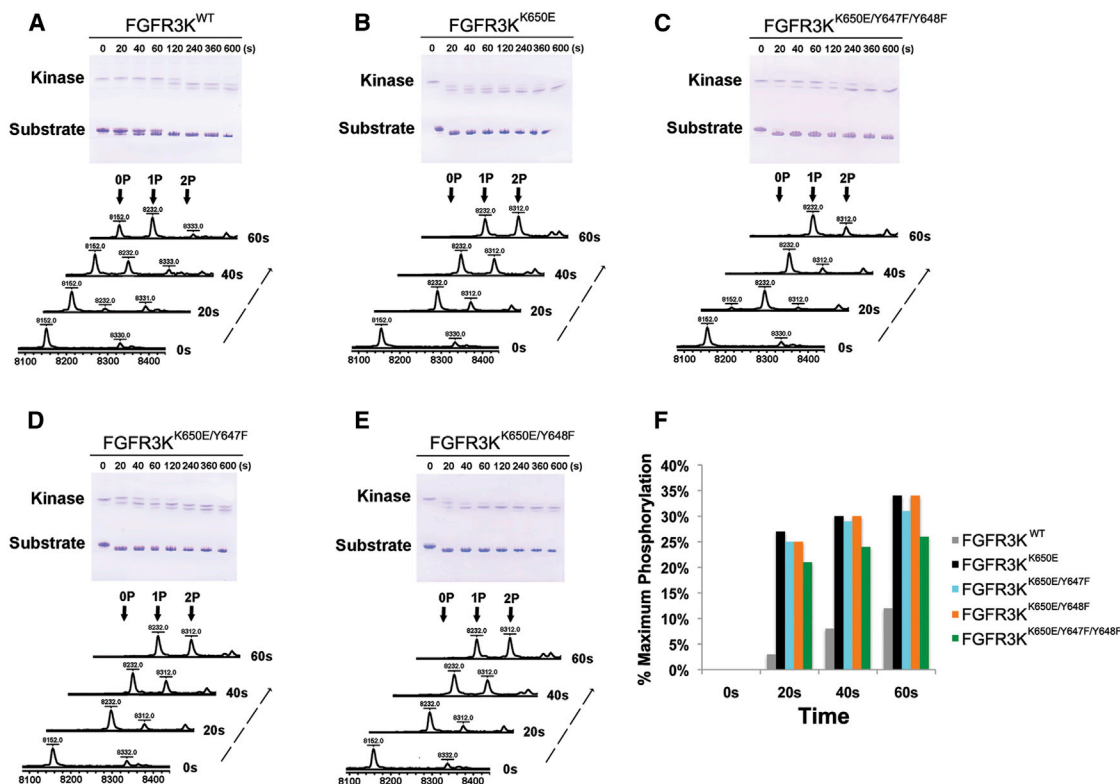 A
FGFR3K^WT
0 20 40 60 120 240 360 600 (s)
Kinase
Substrate
0P 1P 2P
8152.0 8232.0 8333.0
60s
8152.0 8232.0 8333.0
40s
8152.0 8232.0 8331.0
20s
8152.0 8330.0
0s
8100 8200 8300 8400
B
FGFR3K^K650E
0 20 40 60 120 240 360 600 (s)
Kinase
Substrate
0P 1P 2P
8232.0 8312.0
60s
8232.0 8312.0
40s
8232.0 8312.0
20s
8152.0 8330.0
0s
8100 8200 8300 8400
C
FGFR3K^K650E/Y647F/Y648F
0 20 40 60 120 240 360 600 (s)
Kinase
Substrate
0P 1P 2P
8232.0 8312.0
60s
8232.0 8312.0
40s
8152.0 8232.0 8312.0
20s
8152.0 8330.0
0s
8100 8200 8300 8400
D
FGFR3K^K650E/Y647F
0 20 40 60 120 240 360 600 (s)
Kinase
Substrate
0P 1P 2P
8232.0 8312.0
60s
8232.0 8312.0
40s
8232.0 8312.0
20s
8152.0 8332.0
0s
8100 8200 8300 8400
E
FGFR3K^K650E/Y648F
0 20 40 60 120 240 360 600 (s)
Kinase
Substrate
0P 1P 2P
8232.0 8312.0
60s
8232.0 8312.0
40s
8232.0 8312.0
20s
8152.0 8332.0
0s
8100 8200 8300 8400
F
% Maximum Phosphorylation
40%
35%
30%
25%
20%
15%
10%
5%
0%
0s 20s 40s 60s
Time
FGFR3K^WT
FGFR3K^K650E
FGFR3K^K650E/Y647F
FGFR3K^K650E/Y648F
FGFR3K^K650E/Y647F/Y648F